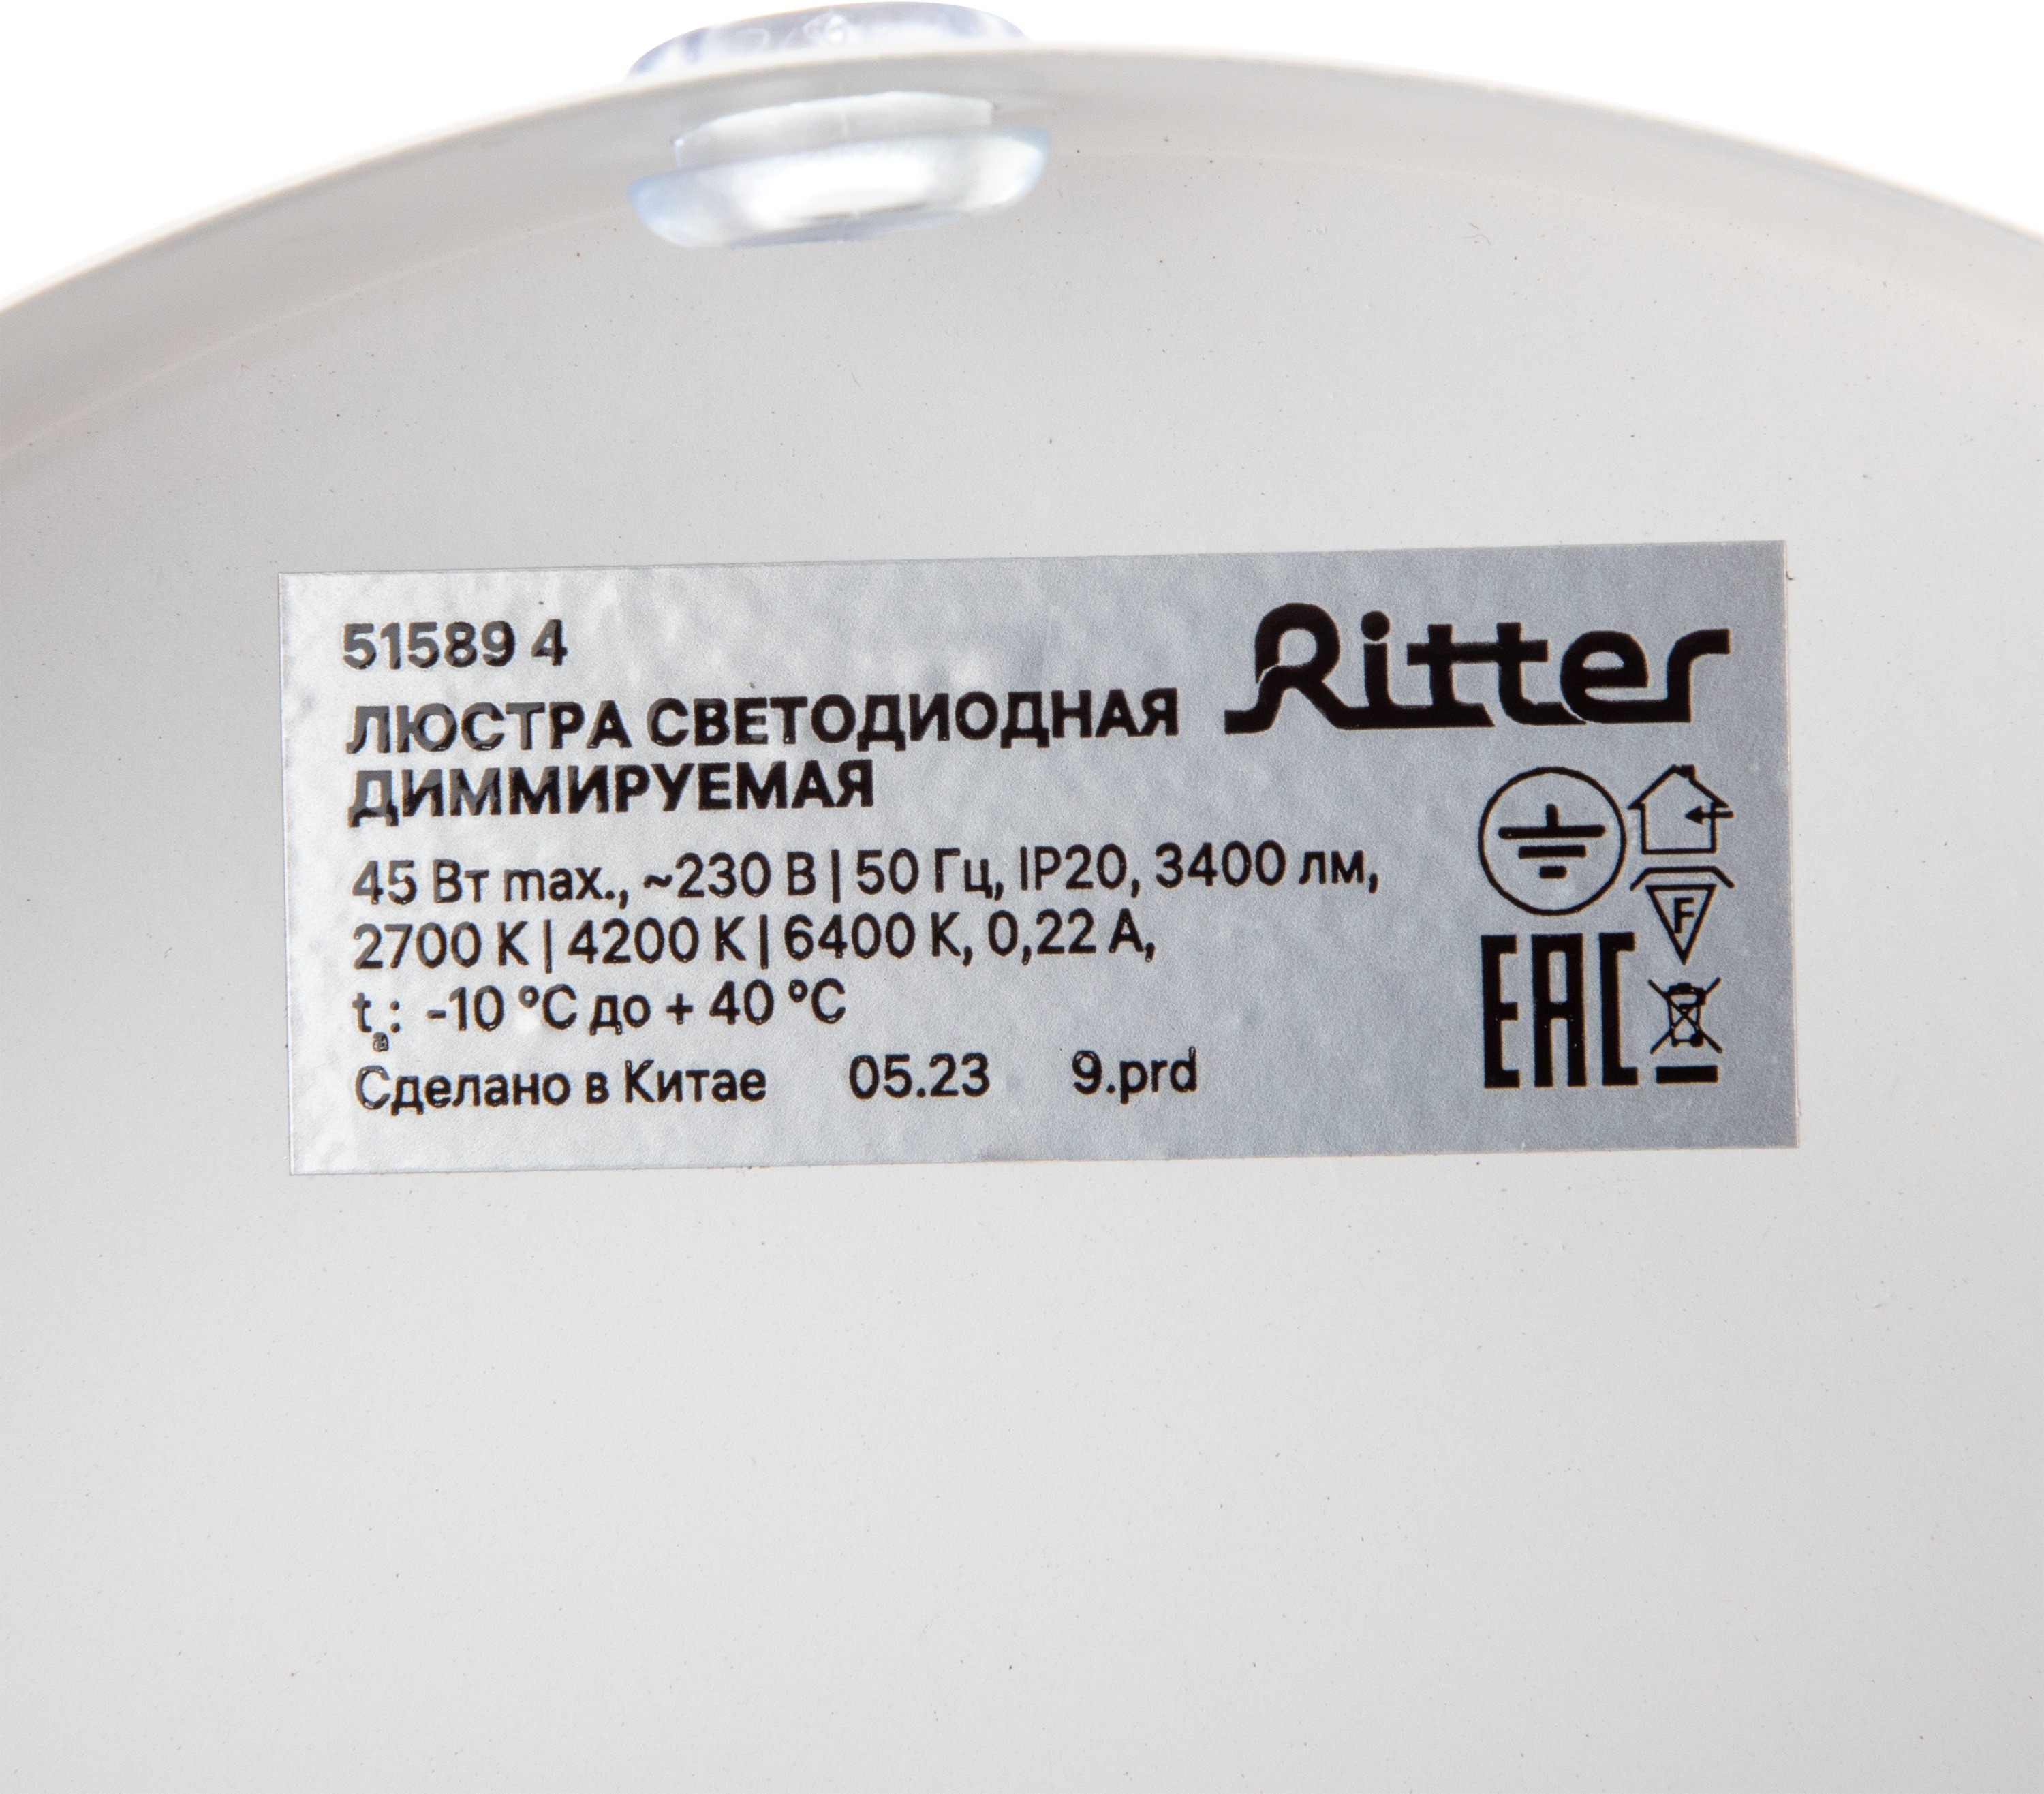 51589 4
Ritter
ЛЮСТРА СВЕТОДИОДНАЯ
ДИММИРУЕМАЯ
45 Вт max., ~230 В | 50 Гц, IP20, 3400 лм,
2700 К | 4200 К | 6400 К, 0,22 А,
tₐ: -10 °С до + 40 °С
Сделано в Китае 05.23 9.prd
F
EAC